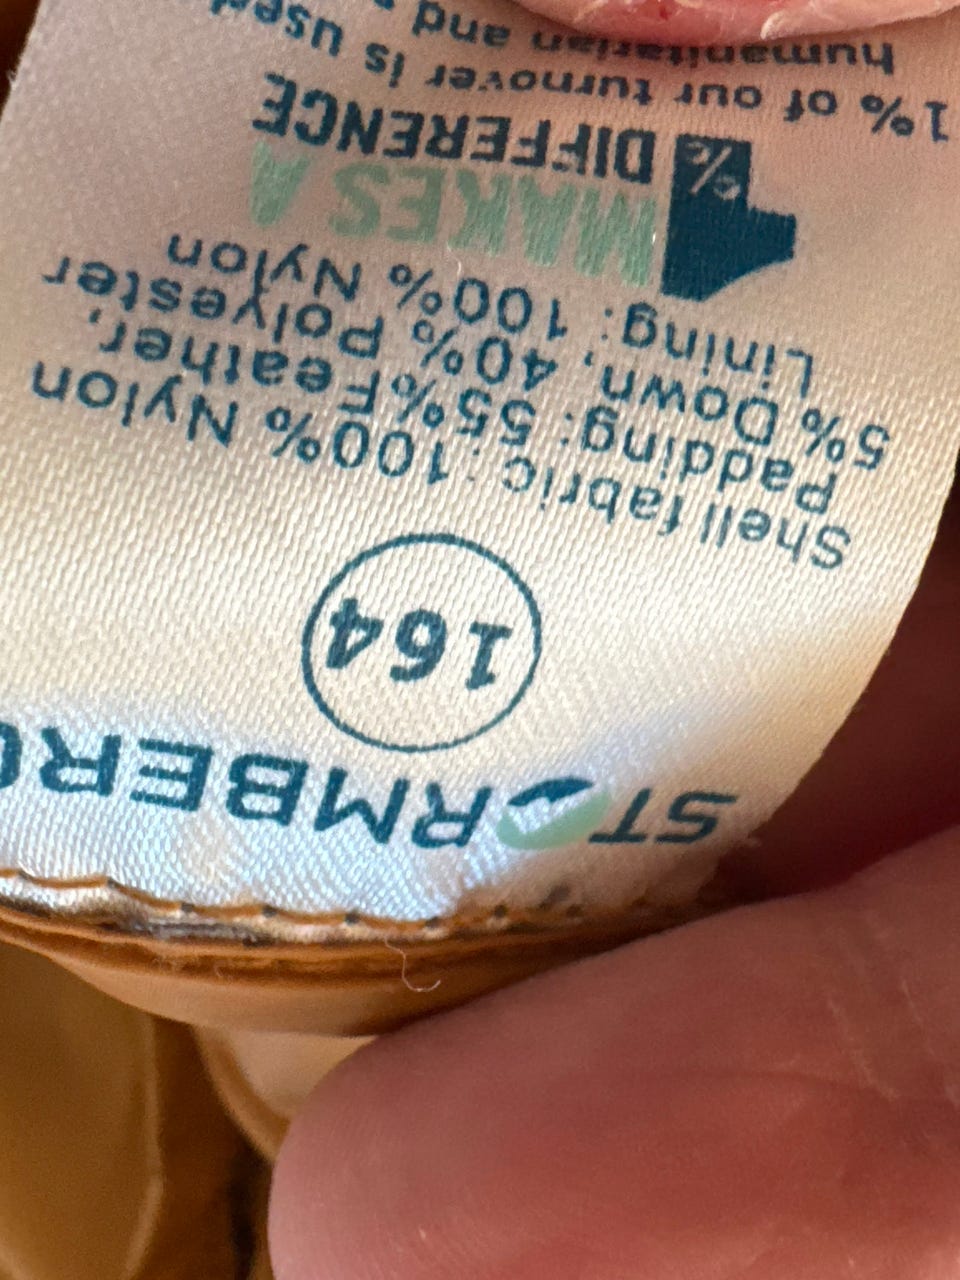 STORMBERG
164
Shell fabric: 100% Nylon
Padding: 55%Feather,
5% Down, 40% Polyester
Lining: 100% Nylon
1% MAKES A
DIFFERENCE
1% of our turnover is used
humanitarian and